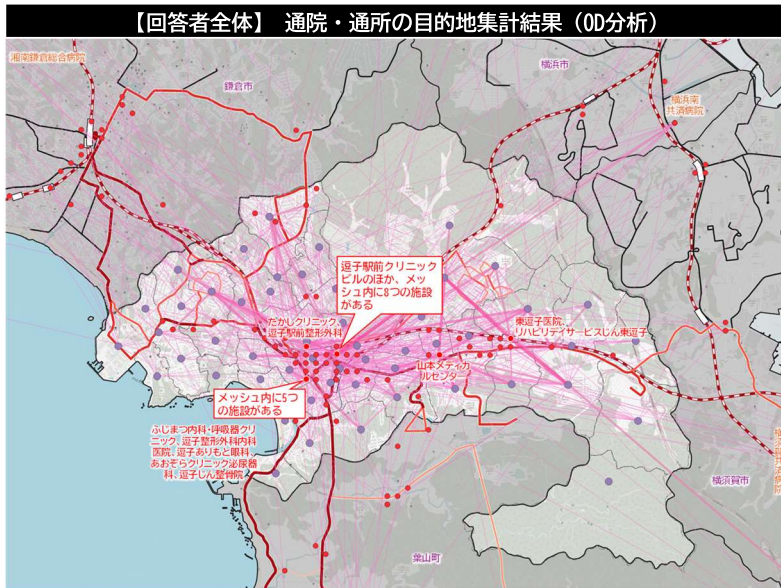 【回答者全体】 通院・通所の目的地集計結果（OD分析）
湘南鎌倉総合病院
鎌倉市
横浜市
横浜南
共済病院
逗子駅前クリニック
ビルのほか、メッ
シュ内に8つの施設
がある
たかしクリニック、
逗子駅前整形外科
東逗子医院、
リハビリデイサービスじん東逗子
山本メディカ
ルセンター
メッシュ内に5つ
の施設がある
ふじまつ内科・呼吸器クリ
ニック、逗子整形外科内科
医院、逗子ありもと眼科、
あおぞらクリニック泌尿器
科、逗子じん整骨院
横須賀市
葉山町